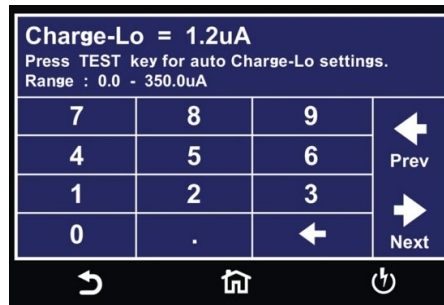 Charge-Lo = 1.2uA
Press TEST key for auto Charge-Lo settings.
Range : 0.0 - 350.0uA
7 8 9
4 5 6 Prev
1 2 3
0 . Next